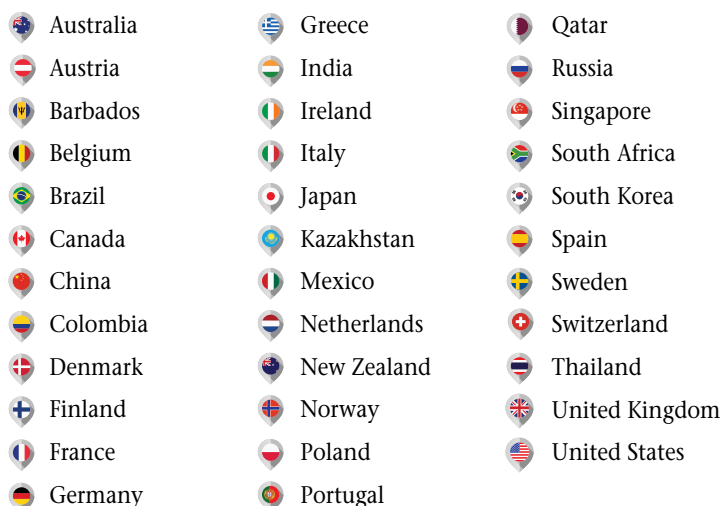 Australia
Austria
Barbados
Belgium
Brazil
Canada
China
Colombia
Denmark
Finland
France
Germany
Greece
India
Ireland
Italy
Japan
Kazakhstan
Mexico
Netherlands
New Zealand
Norway
Poland
Portugal
Qatar
Russia
Singapore
South Africa
South Korea
Spain
Sweden
Switzerland
Thailand
United Kingdom
United States